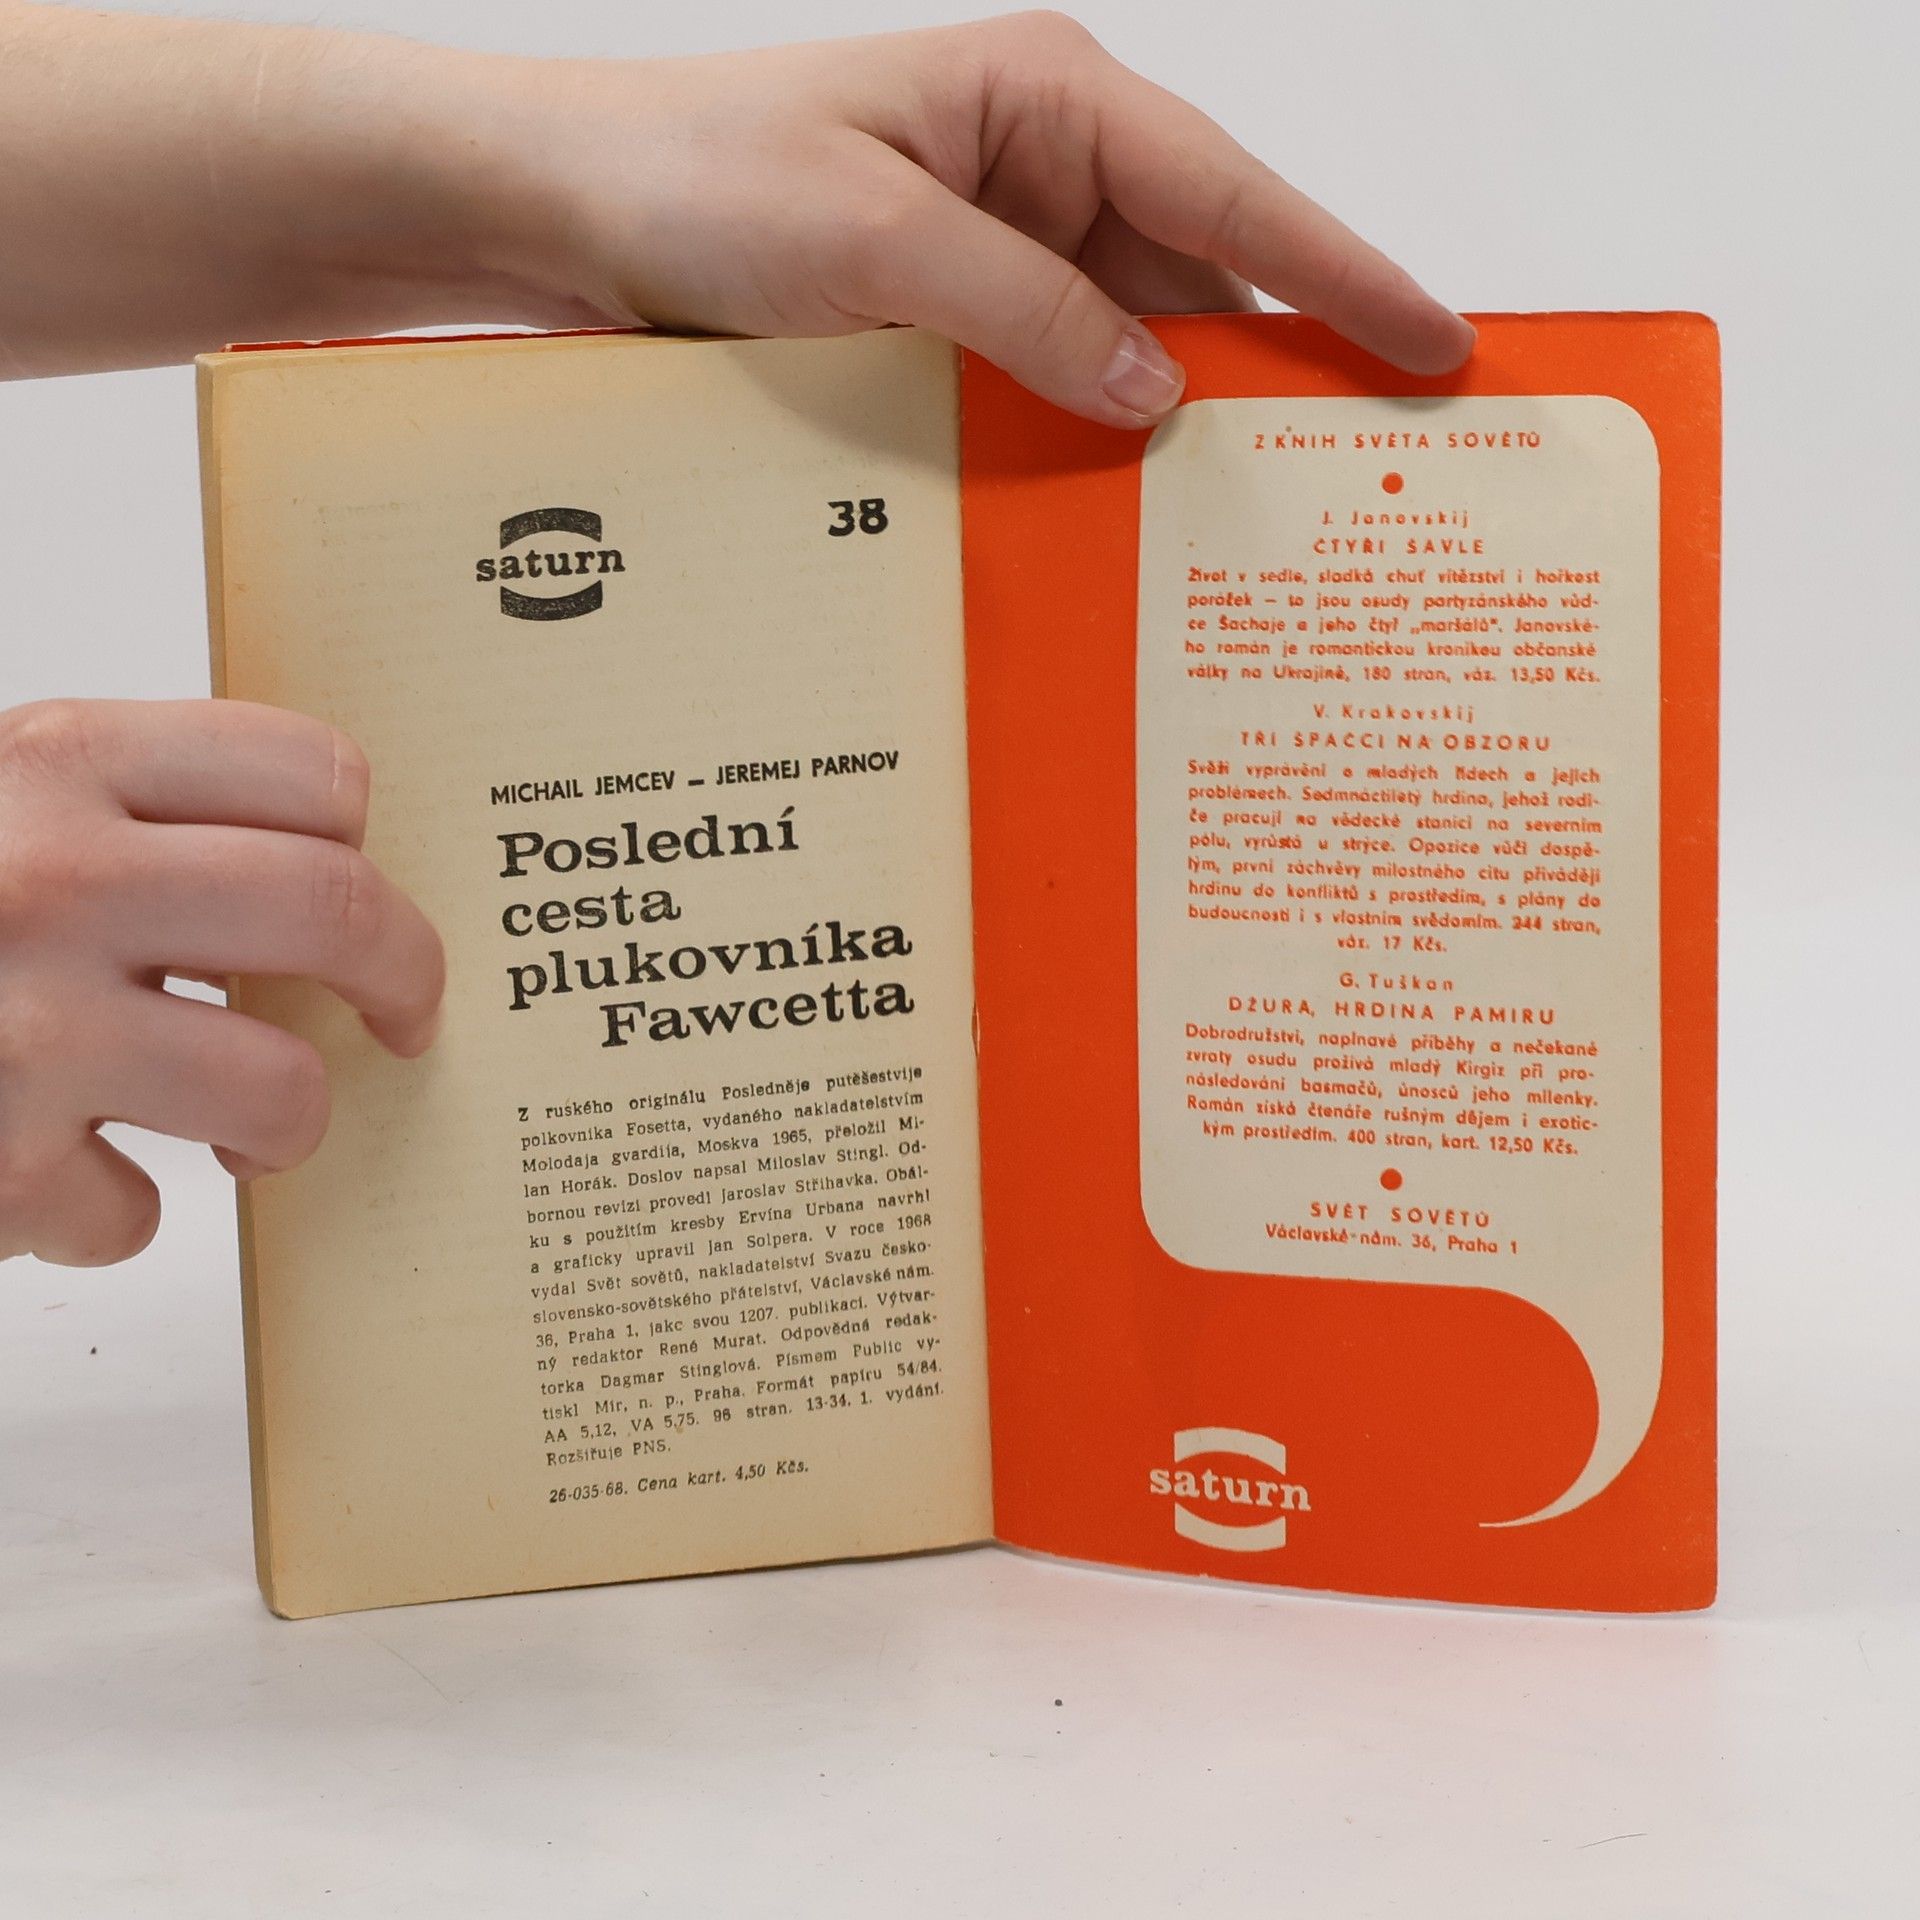 saturn
38
MICHAIL JEMCEV – JEREMEJ PARNOV
Poslední
cesta
plukovníka
Fawcetta
Z ruského originálu Posledněje putěšestvije
polkovnika Fosetta, vydaného nakladatelstvím
Molodaja gvardija, Moskva 1965, přeložil Mi-
lan Horák. Doslov napsal Miloslav Stingl. Od-
bornou revizi provedl Jaroslav Střihavka. Obál-
ku s použitím kresby Ervína Urbana navrhl
a graficky upravil Jan Solpera. V roce 1968
vydal Svět sovětů, nakladatelství Svazu česko-
slovensko-sovětského přátelství, Václavské nám.
36, Praha 1, jako svou 1207. publikaci. Výtvar-
ný redaktor René Murat. Odpovědná redak-
torka Dagmar Stinglová. Písmem Public vy-
tiskl Mír, n. p., Praha. Formát papíru 54/84.
AA 5,12, VA 5,75. 96 stran. 13-34, 1. vydání.
Rozšiřuje PNS.
26-035-68. Cena kart. 4,50 Kčs.
Z KNIH SVĚTA SOVĚTŮ
J. Janovskij
ČTYŘI ŠAVLE
Život v sedle, sladká chuť vítězství i hořkost
porážek – to jsou osudy partyzánského vůd-
ce Šachaje a jeho čtyř „maršálů". Janovské-
ho román je romantickou kronikou občanské
války na Ukrajině, 180 stran, váz. 13,50 Kčs.
V. Krakovskij
TŘI ŠPAČCI NA OBZORU
Svěží vyprávění o mladých lidech a jejich
problémech. Sedmnáctiletý hrdina, jehož rodi-
če pracují na vědecké stanici na severním
pólu, vyrůstá u strýce. Opozice vůči dospě-
lým, první záchvěvy milostného citu přivádějí
hrdinu do konfliktů s prostředím, s plány do
budoucnosti i s vlastním svědomím. 244 stran,
váz. 17 Kčs.
G. Tuškan
DŽURA, HRDINA PAMIRU
Dobrodružství, naplnavé příběhy a nečekané
zvraty osudu prožívá mladý Kirgiz při pro-
následování basmačů, únosců jeho milenky.
Román získá čtenáře rušným dějem i exotic-
kým prostředím. 400 stran, kart. 12,50 Kčs.
SVĚT SOVĚTŮ
Václavské nám. 36, Praha 1
saturn